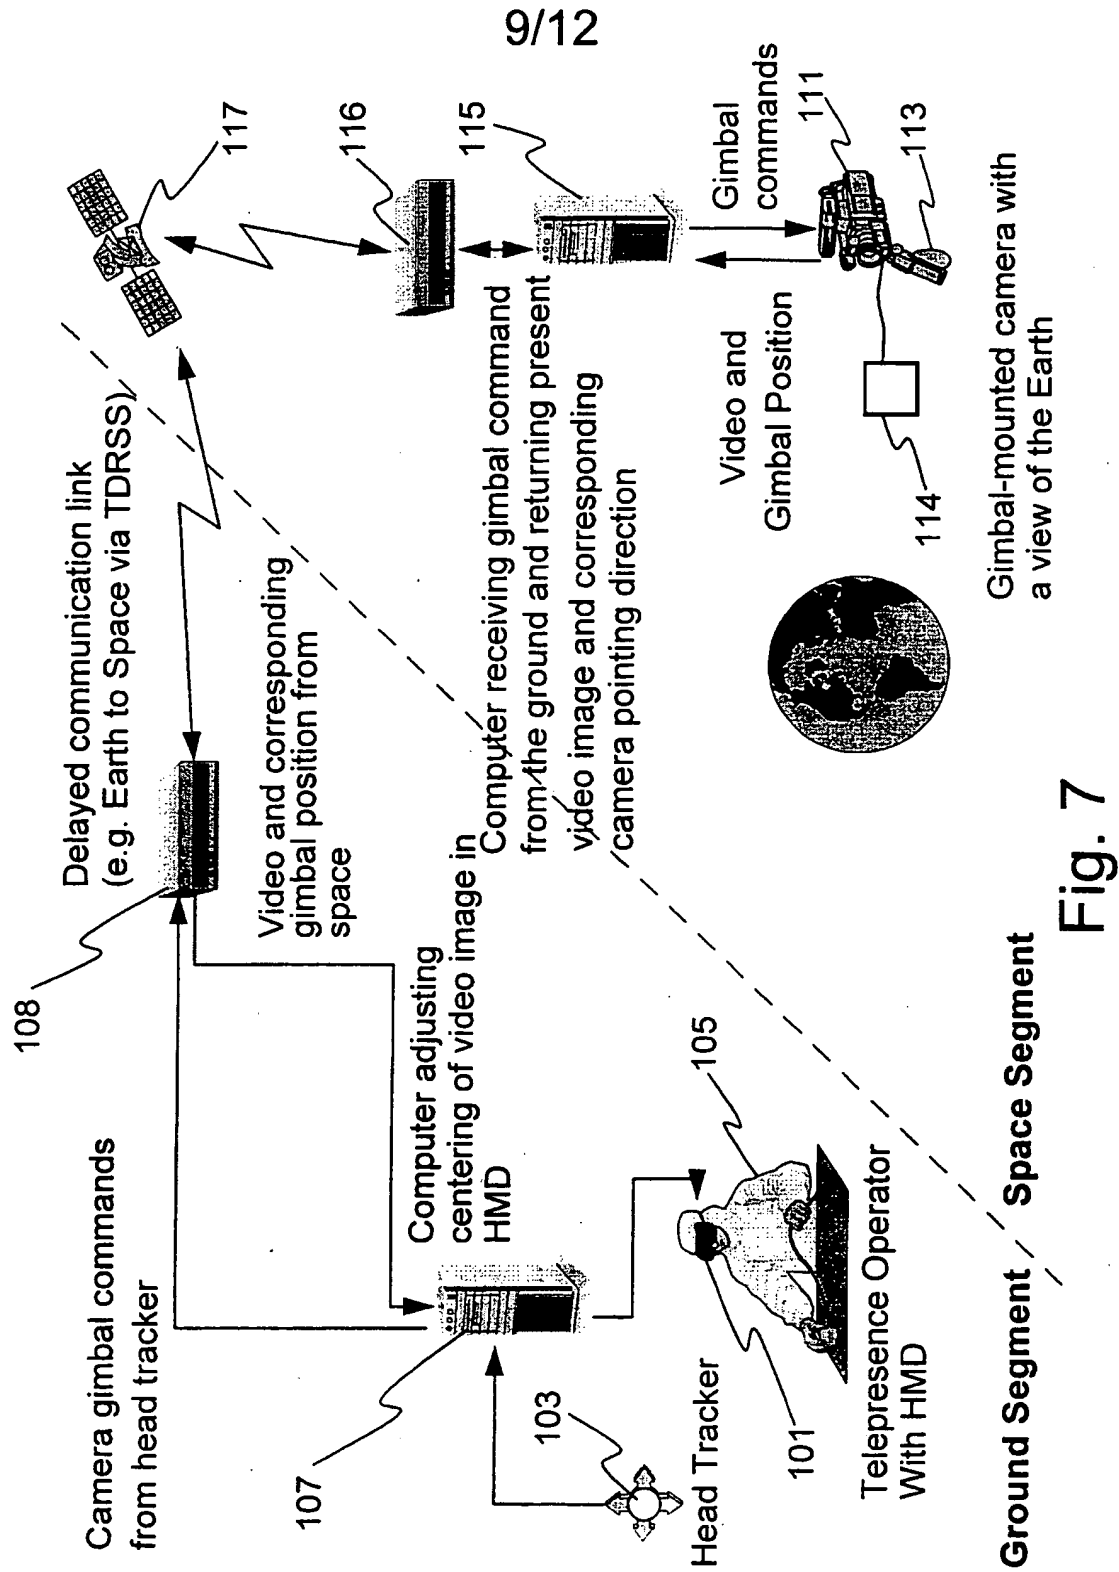 9/12
Camera gimbal commands
from head tracker
108
Delayed communication link
(e.g. Earth to Space via TDRSS)
117
Video and corresponding
gimbal position from
space
116
107
Computer adjusting
centering of video image in
HMD
Computer receiving gimbal command
from the ground and returning present
video image and corresponding
camera pointing direction
115
103
Head Tracker
101
105
Telepresence Operator
With HMD
Video and
Gimbal Position
Gimbal
commands
111
113
114
Gimbal-mounted camera with
a view of the Earth
Ground Segment
Space Segment
Fig. 7